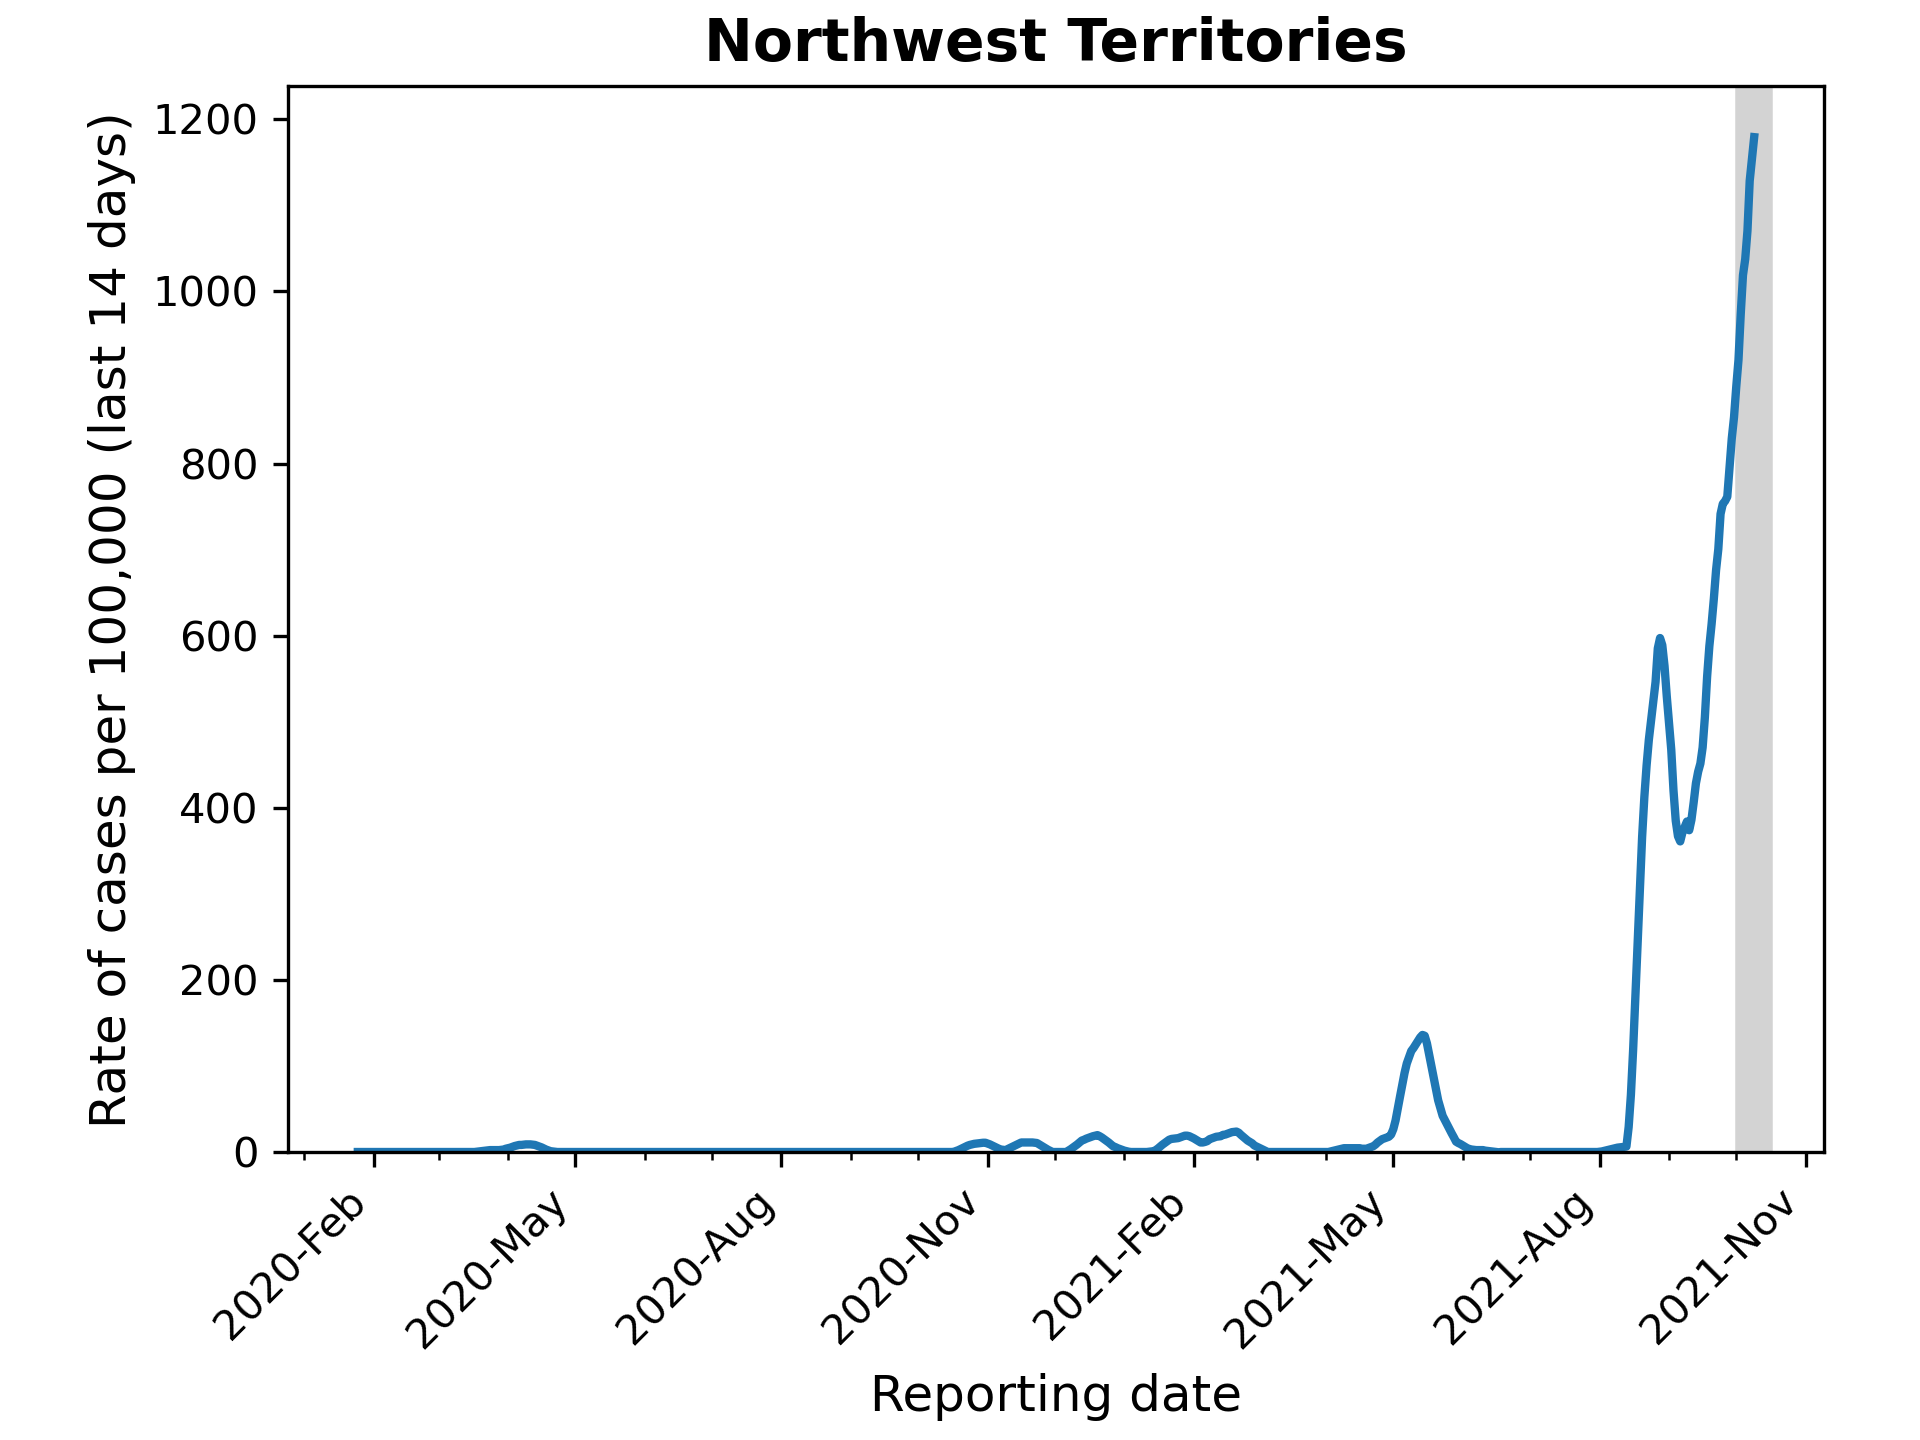 Northwest Territories
Rate of cases per 100,000 (last 14 days)
1200
1000
800
600
400
200
0
2020-Feb
2020-May
2020-Aug
2020-Nov
2021-Feb
2021-May
2021-Aug
2021-Nov
Reporting date